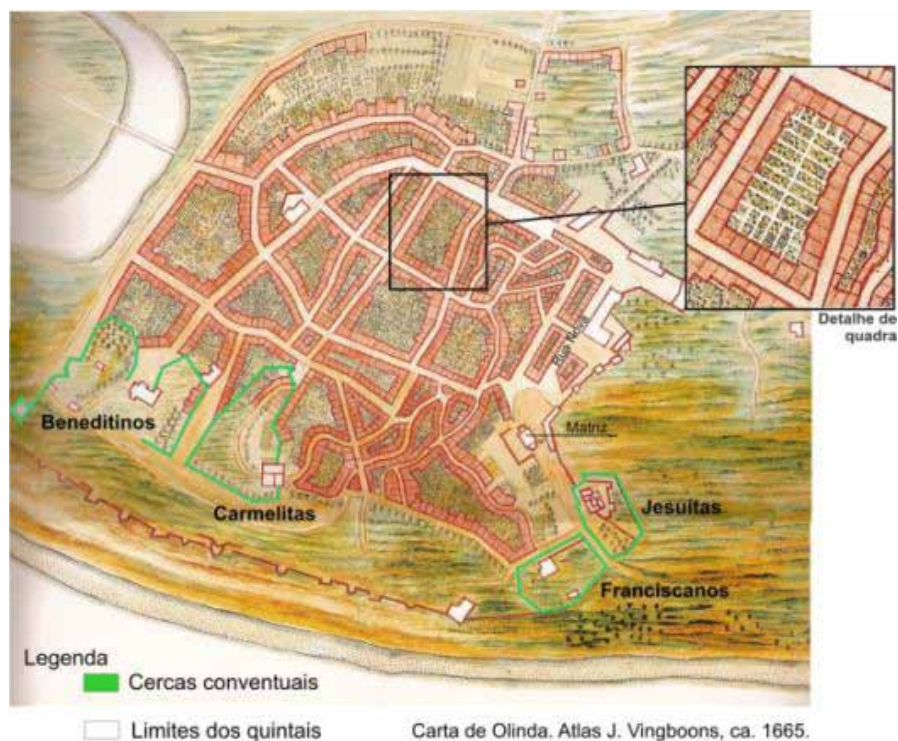 Detalhe de
quadra
Rua Nova
Matriz
Beneditinos
Carmelitas
Jesuítas
Franciscanos
Legenda
Cercas conventuais
Limites dos quintais
Carta de Olinda. Atlas J. Vingboons, ca. 1665.